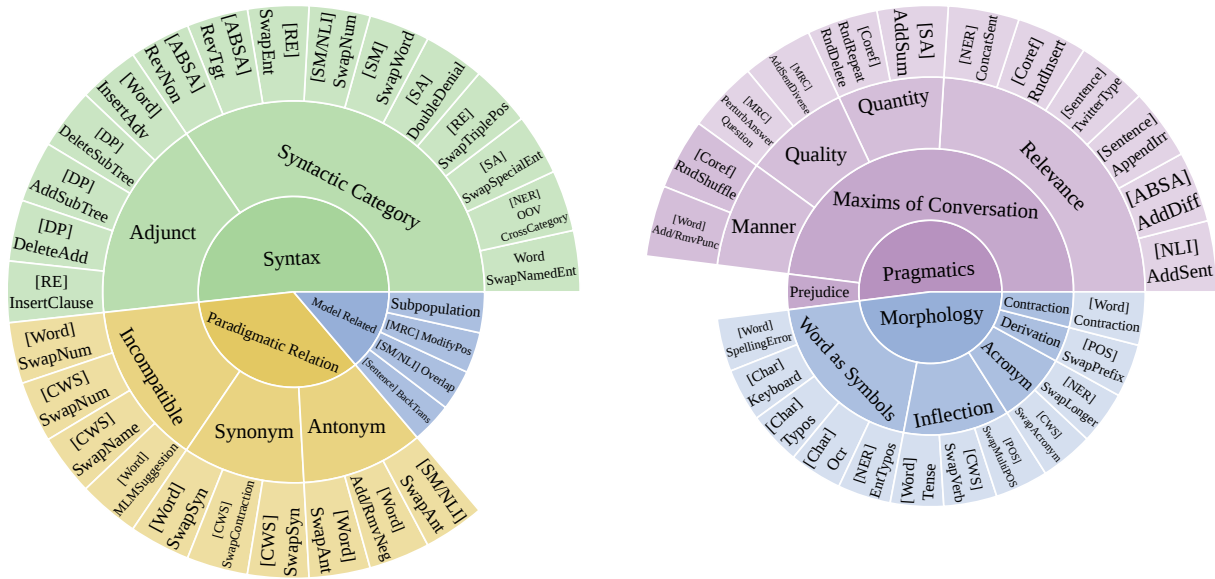 Syntax
Syntactic Category
Adjunct
[RE]
InsertClause
[DP]
DeleteAdd
[DP]
AddSubTree
[DP]
DeleteSubTree
[Word]
InsertAdv
[ABSA]
RevNon
[ABSA]
RevTgt
[RE]
SwapEnt
[SM/NLI]
SwapNum
[SM]
SwapWord
[SA]
DoubleDenial
[RE]
SwapTriplePos
[SA]
SwapSpecialEnt
[NER]
OOV
CrossCategory
Word
SwapNamedEnt
Paradigmatic Relation
Incompatible
Synonym
Antonym
[Word]
SwapNum
[CWS]
SwapNum
[CWS]
SwapName
[Word]
MLMSuggestion
[Word]
SwapSyn
[CWS]
SwapContraction
[CWS]
SwapSyn
[Word]
SwapAnt
[Word]
Add/RmvNeg
[SM/NLI]
SwapAnt
Model Related
Subpopulation
[MRC] ModifyPos
[SM/NLI] Overlap
[Sentence] BackTrans
Pragmatics
Maxims of Conversation
Prejudice
Manner
Quality
Quantity
Relevance
[Word]
Add/RmvPunc
[Coref]
RndShuffle
[MRC]
PerturbAnswer
Question
[MRC]
AddSentDiverse
[Coref]
RndRepeat
RndDelete
[SA]
AddSum
[NER]
ConcatSent
[Coref]
RndInsert
[Sentence]
TwitterType
[Sentence]
AppendIrr
[ABSA]
AddDiff
[NLI]
AddSent
Morphology
Word as Symbols
Inflection
Acronym
Derivation
Contraction
[Word]
SpellingError
[Char]
Keyboard
[Char]
Typos
[Char]
Ocr
[NER]
EntTypos
[Word]
Tense
[CWS]
SwapVerb
[POS]
SwapMultiPOS
[CWS]
SwapAcronym
[NER]
SwapLonger
[POS]
SwapPrefix
[Word]
Contraction